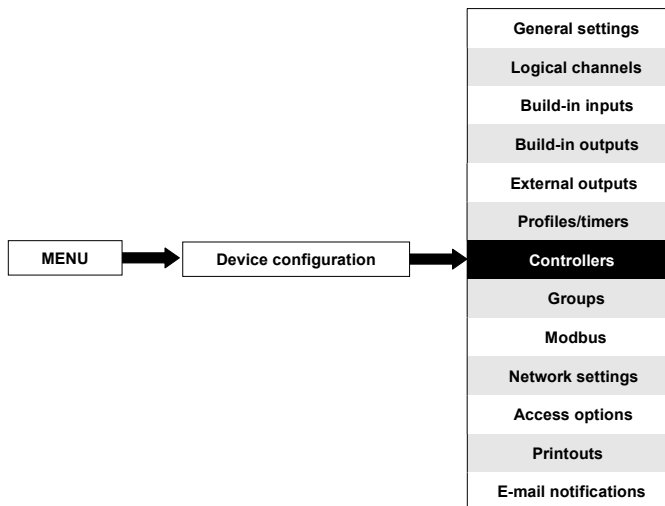 General settings
Logical channels
Build-in inputs
Build-in outputs
External outputs
Profiles/timers
MENU
Device configuration
Controllers
Groups
Modbus
Network settings
Access options
Printouts
E-mail notifications